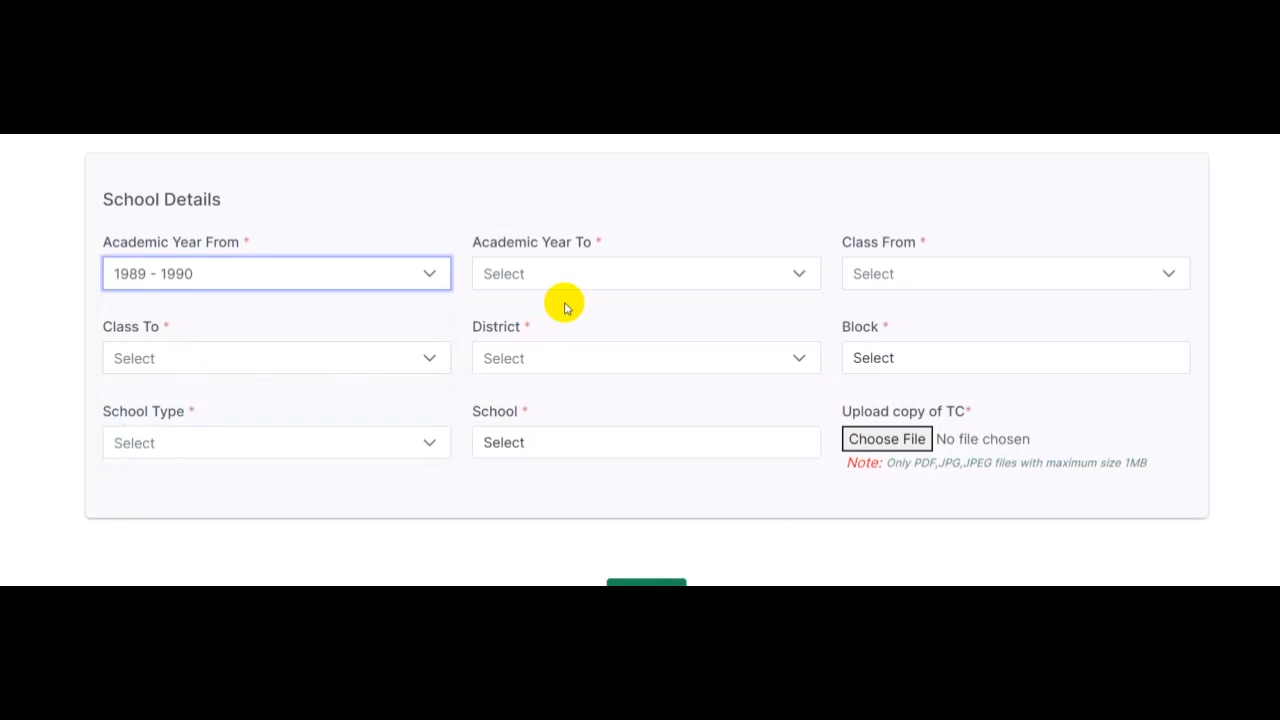 School Details
Academic Year From *
Academic Year To *
Class From *
1989 - 1990
Select
Select
Class To *
District *
Block *
Select
Select
Select
School Type *
School *
Upload copy of TC*
Select
Select
Choose File No file chosen
Note: Only PDF,JPG,JPEG files with maximum size 1MB